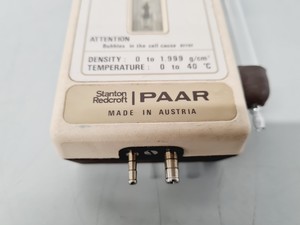 ATTENTION
Bubbles in the cell cause error
DENSITY : 0 to 1.999 g/cm³
TEMPERATURE : 0 to 40 °C
Stanton
Redcroft
PAAR
MADE IN AUSTRIA